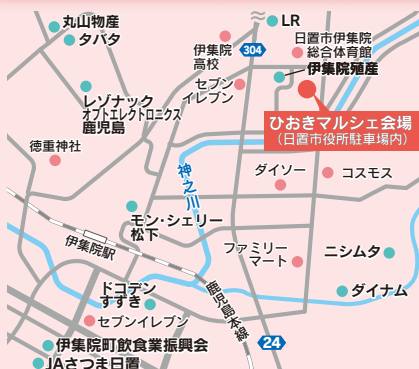 丸山物産
タバタ
LR
伊集院
高校
304
日置市伊集院
総合体育館
伊集院殖産
セブン
イレブン
レゾナック
オプトエレクトロニクス
鹿児島
ひおきマルシェ会場
(日置市役所駐車場内)
徳重神社
神之川
ダイソー
コスモス
モン・シェリー
松下
伊集院駅
ファミリー
マート
ニシムタ
ドコデン
すずき
鹿児島本線
ダイナム
セブンイレブン
24
伊集院町飲食業振興会
JAさつま日置